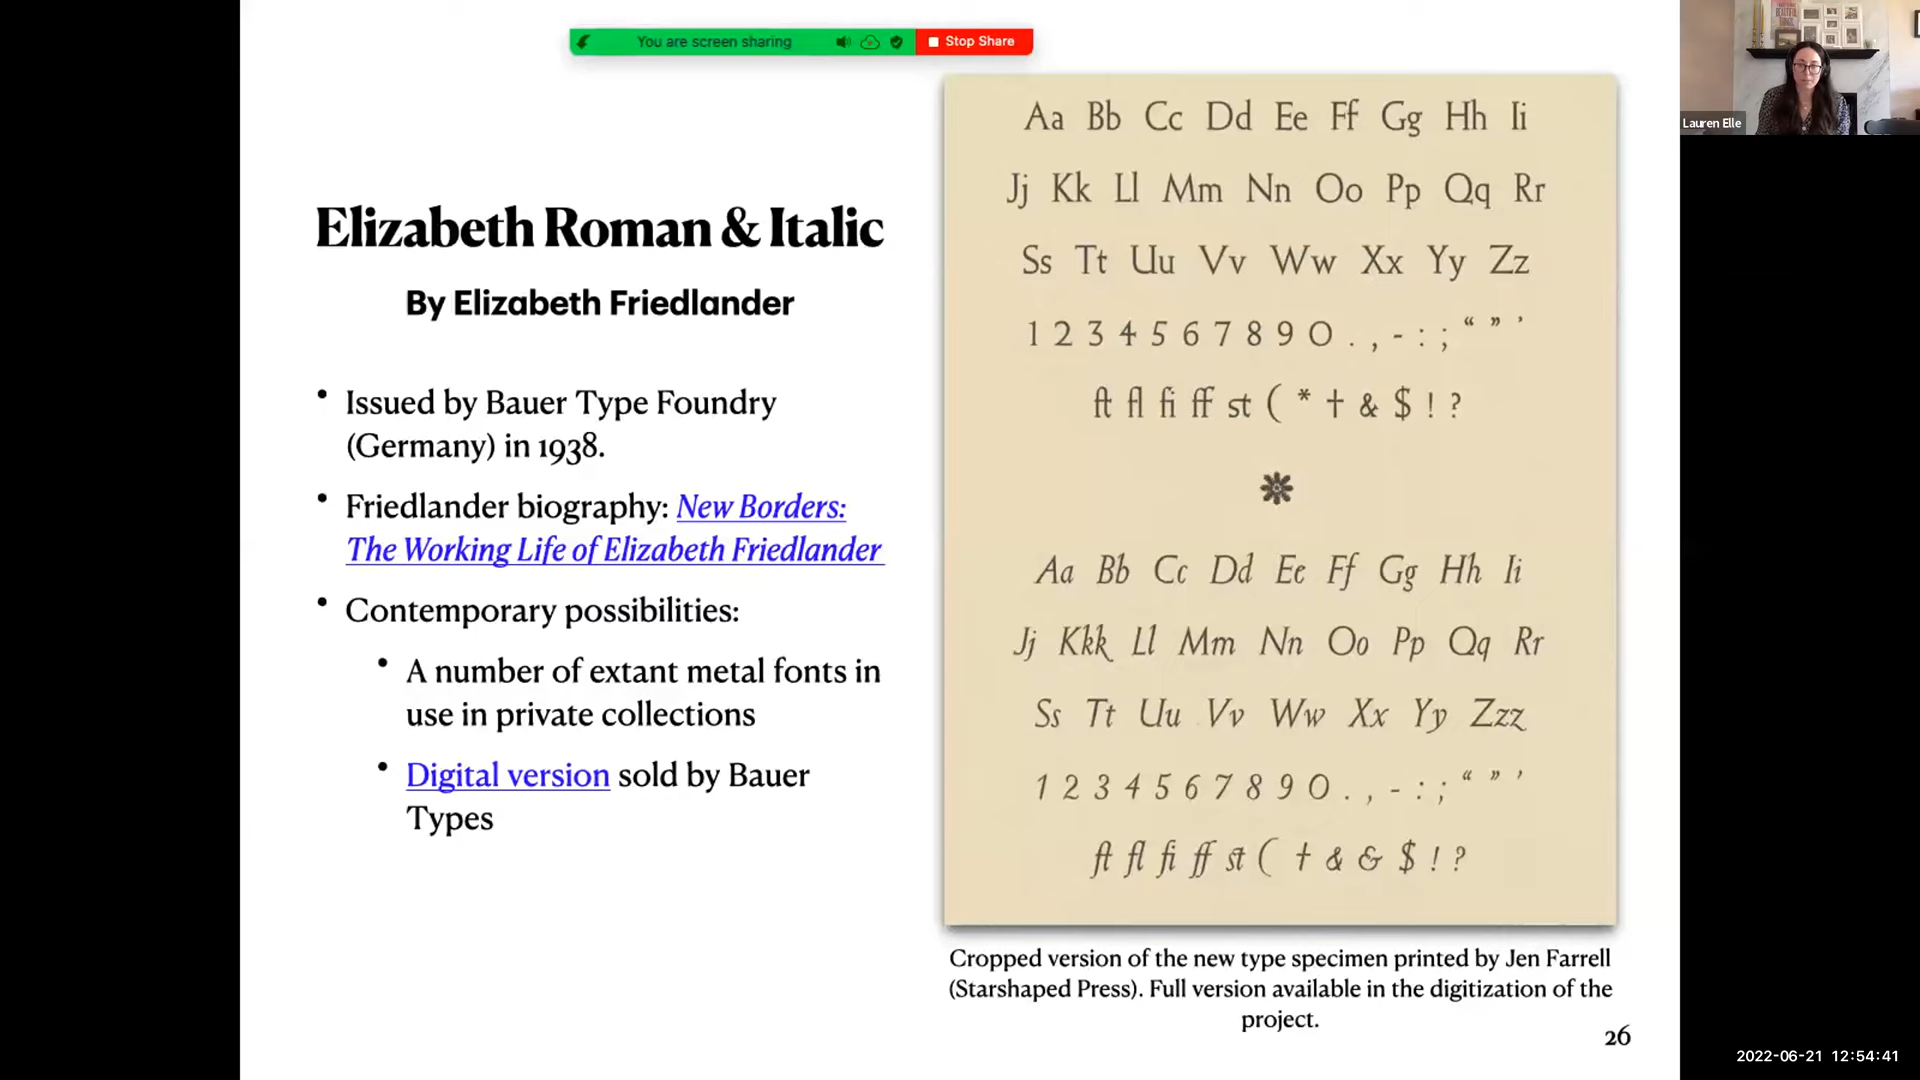 You are screen sharing
Stop Share
Lauren Elle
Elizabeth Roman & Italic
By Elizabeth Friedlander
• Issued by Bauer Type Foundry
(Germany) in 1938.
• Friedlander biography: New Borders:
The Working Life of Elizabeth Friedlander
• Contemporary possibilities:
• A number of extant metal fonts in
use in private collections
• Digital version sold by Bauer
Types
Aa Bb Cc Dd Ee Ff Gg Hh Ii
Jj Kk Ll Mm Nn Oo Pp Qq Rr
Ss Tt Uu Vv Ww Xx Yy Zz
1 2 3 4 5 6 7 8 9 0 . , - : ; “ ” ’
ft fl fi ff st ( * † & $ ! ?
Aa Bb Cc Dd Ee Ff Gg Hh Ii
Jj Kkk Ll Mm Nn Oo Pp Qq Rr
Ss Tt Uu Vv Ww Xx Yy Zzz
1 2 3 4 5 6 7 8 9 0 . , - : ; “ ” ’
ft fl fi ff st ( † & & $ ! ?
Cropped version of the new type specimen printed by Jen Farrell
(Starshaped Press). Full version available in the digitization of the
project.
26
2022-06-21 12:54:41